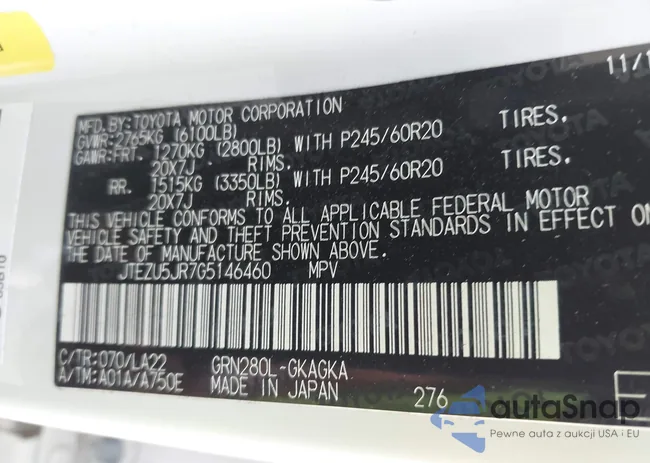 11/1
MFD.BY:TOYOTA MOTOR CORPORATION
GVWR:2765KG (6100LB)
GAWR:FRT. 1270KG (2800LB) WITH P245/60R20 TIRES.
20X7J RIMS.
RR. 1515KG (3350LB) WITH P245/60R20 TIRES.
20X7J RIMS.
THIS VEHICLE CONFORMS TO ALL APPLICABLE FEDERAL MOTOR
VEHICLE SAFETY AND THEFT PREVENTION STANDARDS IN EFFECT ON
THE DATE OF MANUFACTURE SHOWN ABOVE.
JTEZU5JR7G5146460 MPV
C/TR:070/LA22 GRN280L-GKAGKA
A/TM:A01A/A750E MADE IN JAPAN 276
autaSnap
Pewne auta z aukcji USA i EU